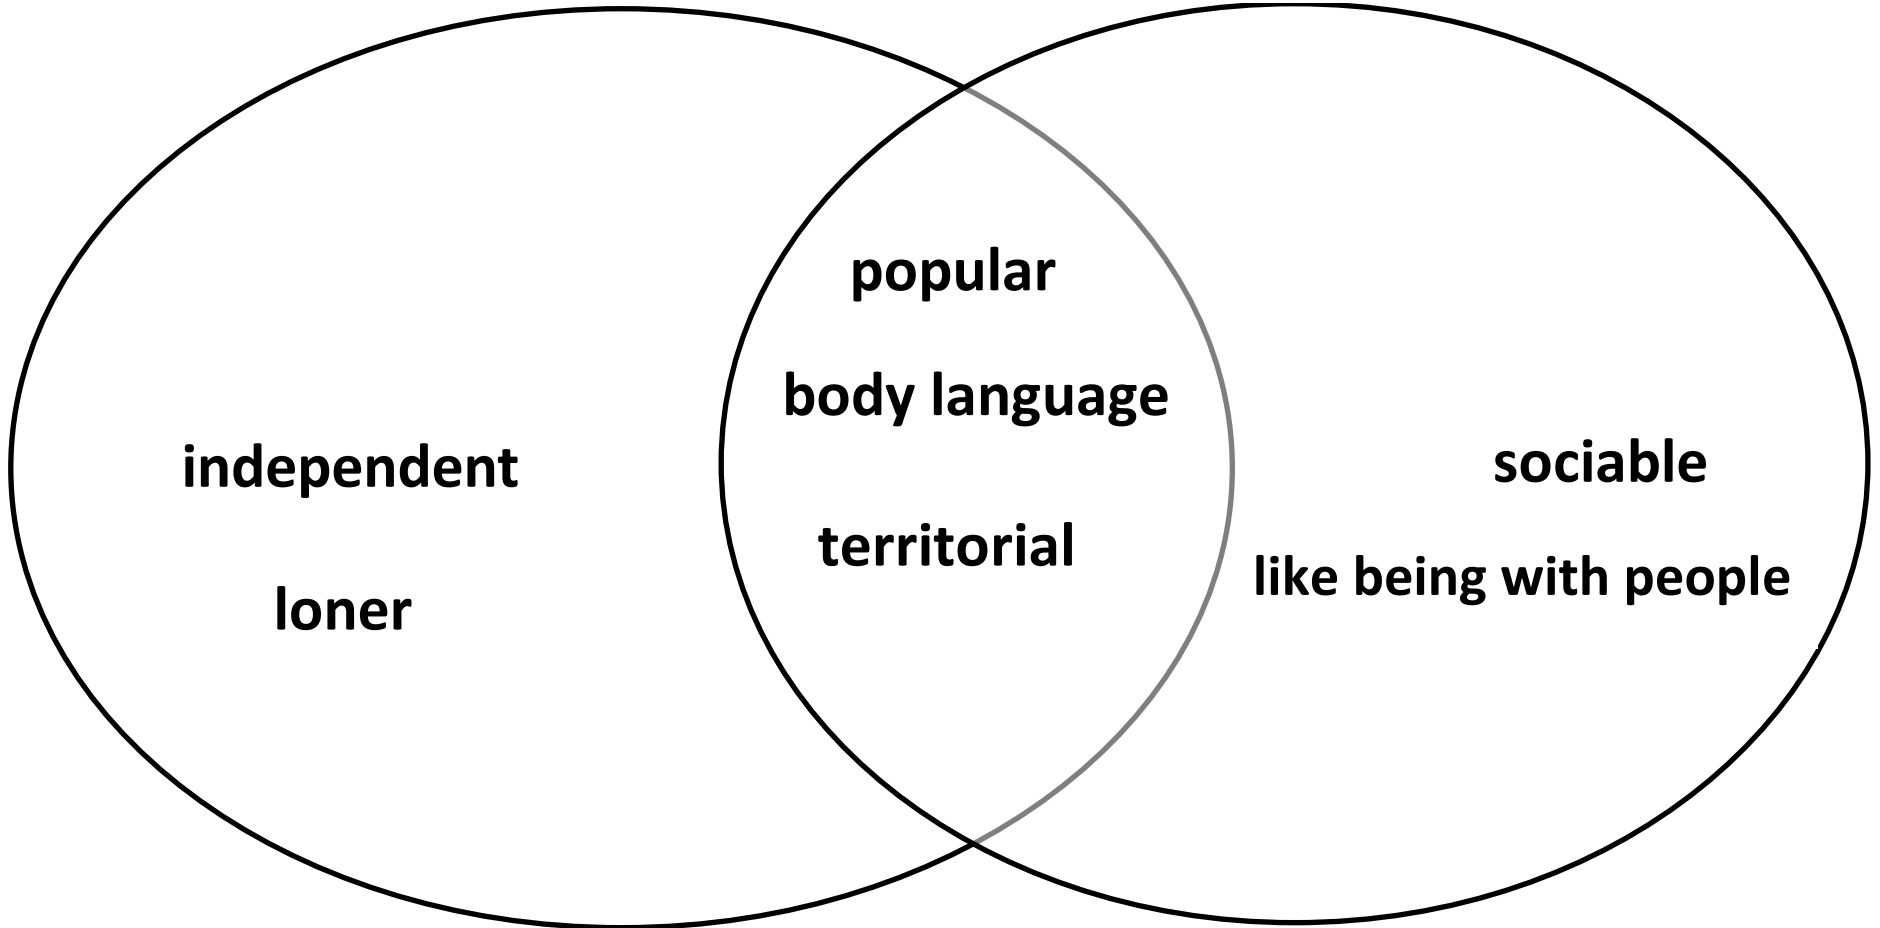 independent
loner
popular
body language
territorial
sociable
like being with people